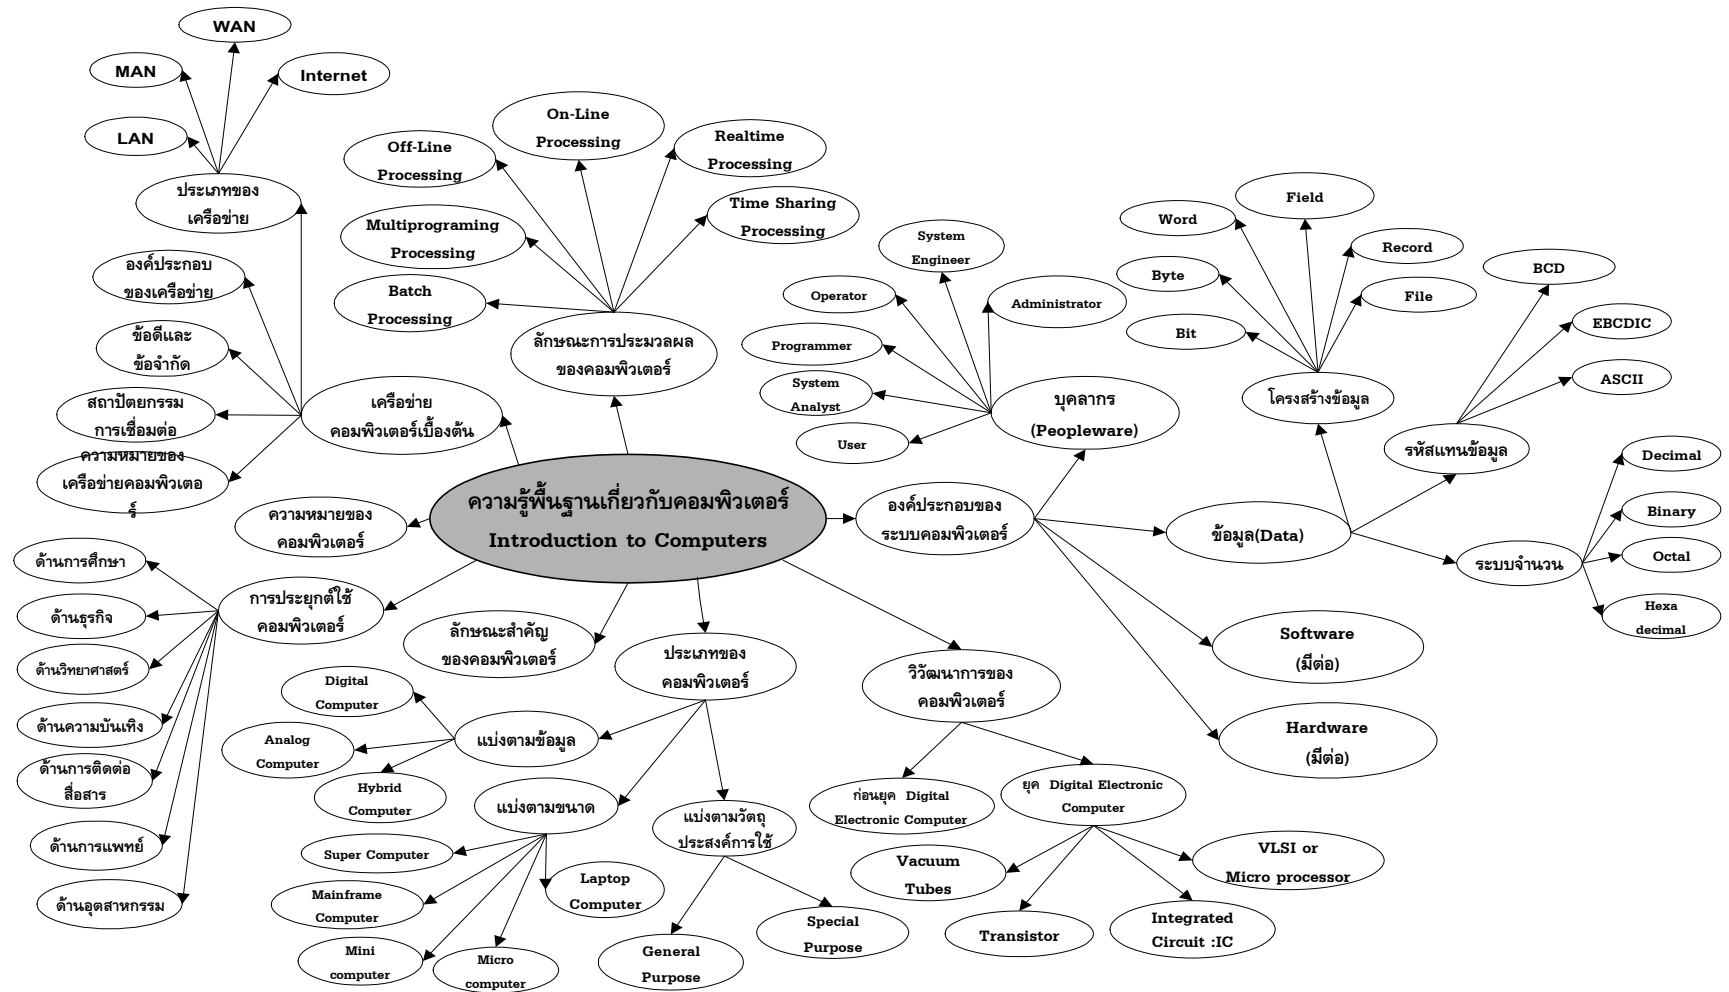 WAN
MAN
Internet
LAN
ประเภทของ
เครือข่าย
On-Line
Processing
Off-Line
Processing
Realtime
Processing
Multiprograming
Processing
Time Sharing
Processing
Batch
Processing
ลักษณะการประมวลผล
ของคอมพิวเตอร์
องค์ประกอบ
ของเครือข่าย
ข้อดีและ
ข้อจำกัด
สถาปัตยกรรม
การเชื่อมต่อ
ความหมายของ
เครือข่ายคอมพิวเตอ
ร์
เครือข่าย
คอมพิวเตอร์เบื้องต้น
System
Engineer
Operator
Administrator
Programmer
System
Analyst
User
บุคลากร
(Peopleware)
Field
Word
Record
Byte
File
Bit
โครงสร้างข้อมูล
BCD
EBCDIC
ASCII
รหัสแทนข้อมูล
Decimal
Binary
Octal
Hexa
decimal
ระบบจำนวน
ข้อมูล(Data)
องค์ประกอบของ
ระบบคอมพิวเตอร์
ความรู้พื้นฐานเกี่ยวกับคอมพิวเตอร์
Introduction to Computers
ความหมายของ
คอมพิวเตอร์
ด้านการศึกษา
ด้านธุรกิจ
ด้านวิทยาศาสตร์
ด้านความบันเทิง
ด้านการติดต่อ
สื่อสาร
ด้านการแพทย์
ด้านอุตสาหกรรม
การประยุกต์ใช้
คอมพิวเตอร์
ลักษณะสำคัญ
ของคอมพิวเตอร์
ประเภทของ
คอมพิวเตอร์
Digital
Computer
Analog
Computer
Hybrid
Computer
แบ่งตามข้อมูล
แบ่งตามขนาด
Super Computer
Mainframe
Computer
Mini
computer
Micro
computer
Laptop
Computer
แบ่งตามวัตถุ
ประสงค์การใช้
General
Purpose
Special
Purpose
วิวัฒนาการของ
คอมพิวเตอร์
ก่อนยุค Digital
Electronic Computer
ยุค Digital Electronic
Computer
Vacuum
Tubes
Transistor
Integrated
Circuit :IC
VLSI or
Micro processor
Software
(มีต่อ)
Hardware
(มีต่อ)